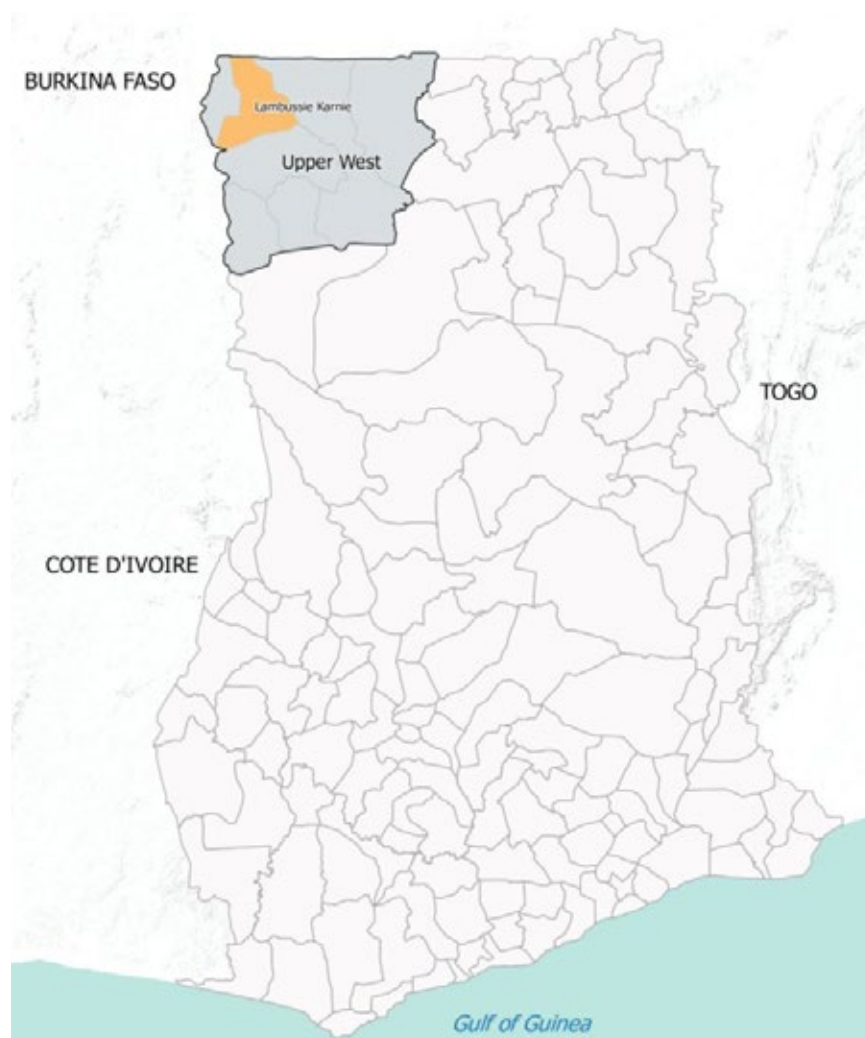 BURKINA FASO
Lambussie Karnie
Upper West
TOGO
COTE D'IVOIRE
Gulf of Guinea